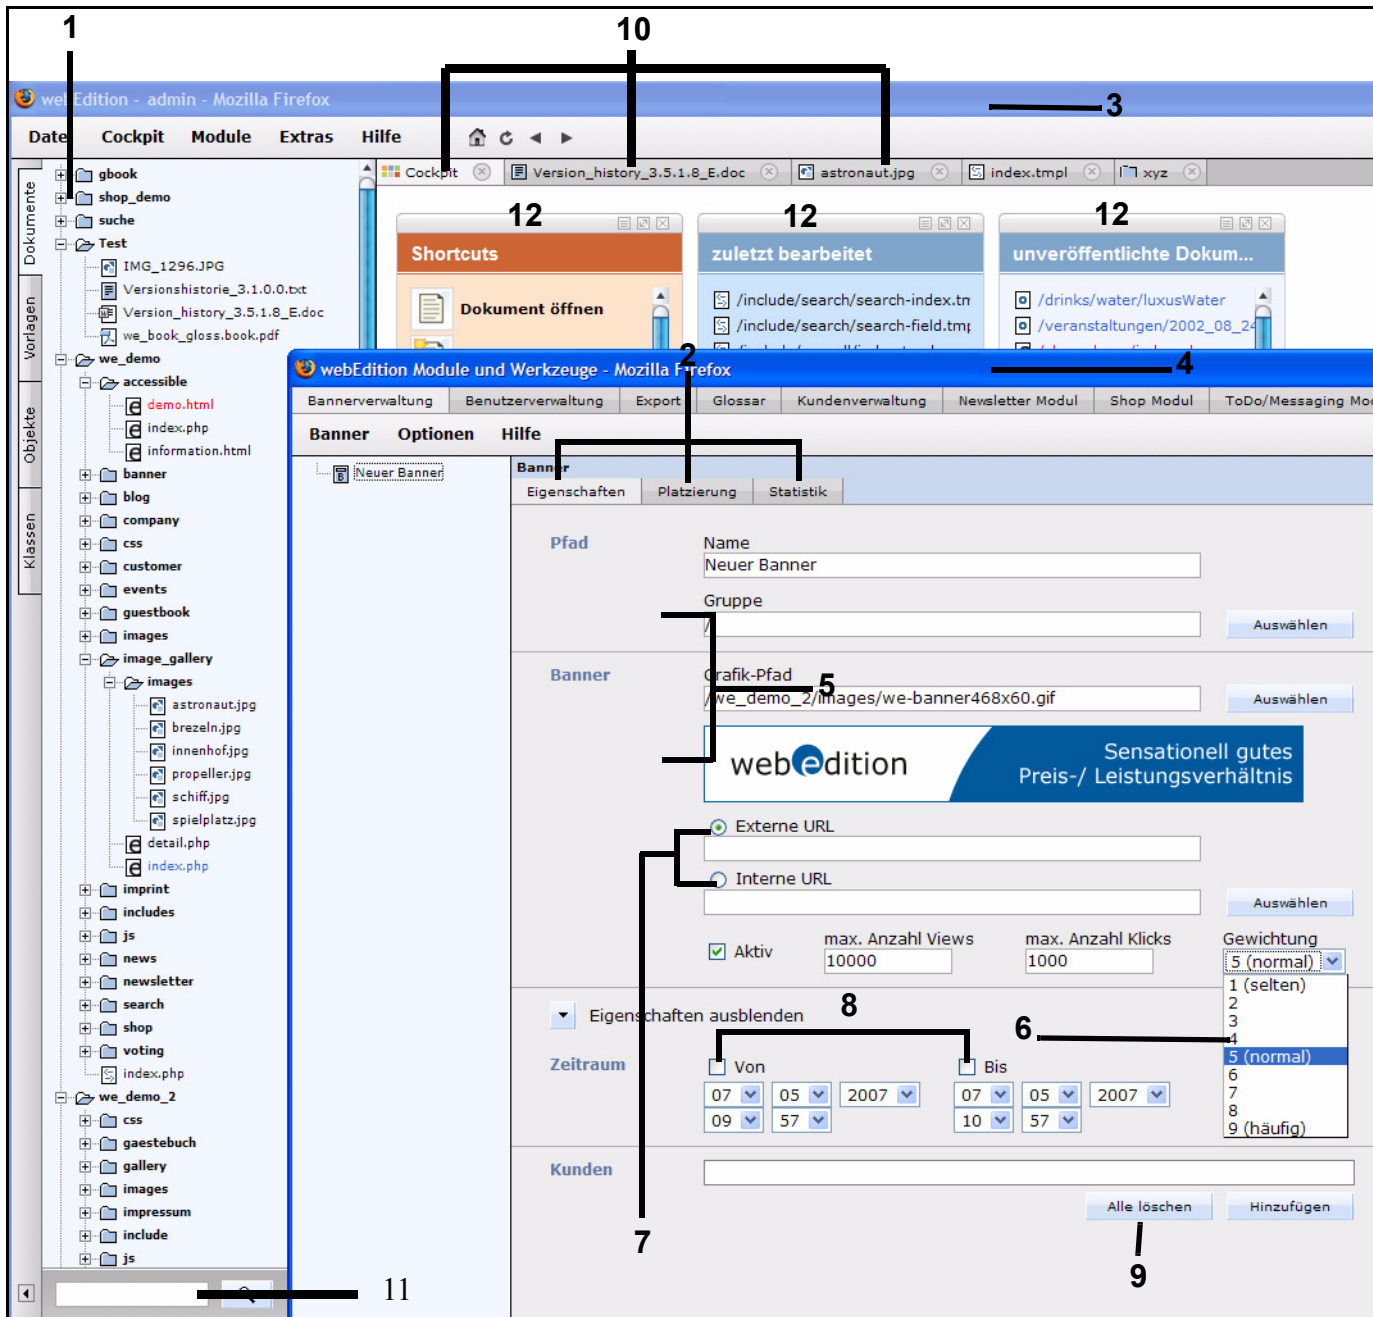 1
10
webEdition - admin - Mozilla Firefox
3
Datei Cockpit Module Extras Hilfe
Cockpit Version_history_3.5.1.8_E.doc astronaut.jpg index.tmpl xyz
Dokumente
Vorlagen
Objekte
Klassen
gbook
shop_demo
suche
Test
IMG_1296.JPG
Versionshistorie_3.1.0.0.txt
Version_history_3.5.1.8_E.doc
we_book_gloss.book.pdf
we_demo
accessible
demo.html
index.php
information.html
banner
blog
company
css
customer
events
guestbook
images
image_gallery
images
astronaut.jpg
brezeln.jpg
innenhof.jpg
propeller.jpg
schiff.jpg
spielplatz.jpg
detail.php
index.php
imprint
includes
js
news
newsletter
search
shop
voting
index.php
we_demo_2
css
gaestebuch
gallery
images
impressum
include
js
11
12 12 12
Shortcuts
Dokument öffnen
zuletzt bearbeitet
/include/search/search-index.tm
/include/search/search-field.tmp
unveröffentlichte Dokum...
/drinks/water/luxusWater
/veranstaltungen/2002_08_24
2
4
webEdition Module und Werkzeuge - Mozilla Firefox
Bannerverwaltung Benutzerverwaltung Export Glossar Kundenverwaltung Newsletter Modul Shop Modul ToDo/Messaging Mod
Banner Optionen Hilfe
Neuer Banner
Banner
Eigenschaften Platzierung Statistik
Pfad
Name
Neuer Banner
Gruppe
/
Auswählen
5
Banner
Grafik-Pfad
/we_demo_2/images/we-banner468x60.gif
Auswählen
webedition
Sensationell gutes
Preis-/ Leistungsverhältnis
Externe URL
7
Interne URL
Auswählen
Aktiv
max. Anzahl Views
10000
max. Anzahl Klicks
1000
Gewichtung
5 (normal)
1 (selten)
2
3
4
5 (normal)
6
7
8
9 (häufig)
6
8
Eigenschaften ausblenden
Zeitraum
Von Bis
07 05 2007 07 05 2007
09 57 10 57
Kunden
Alle löschen Hinzufügen
9